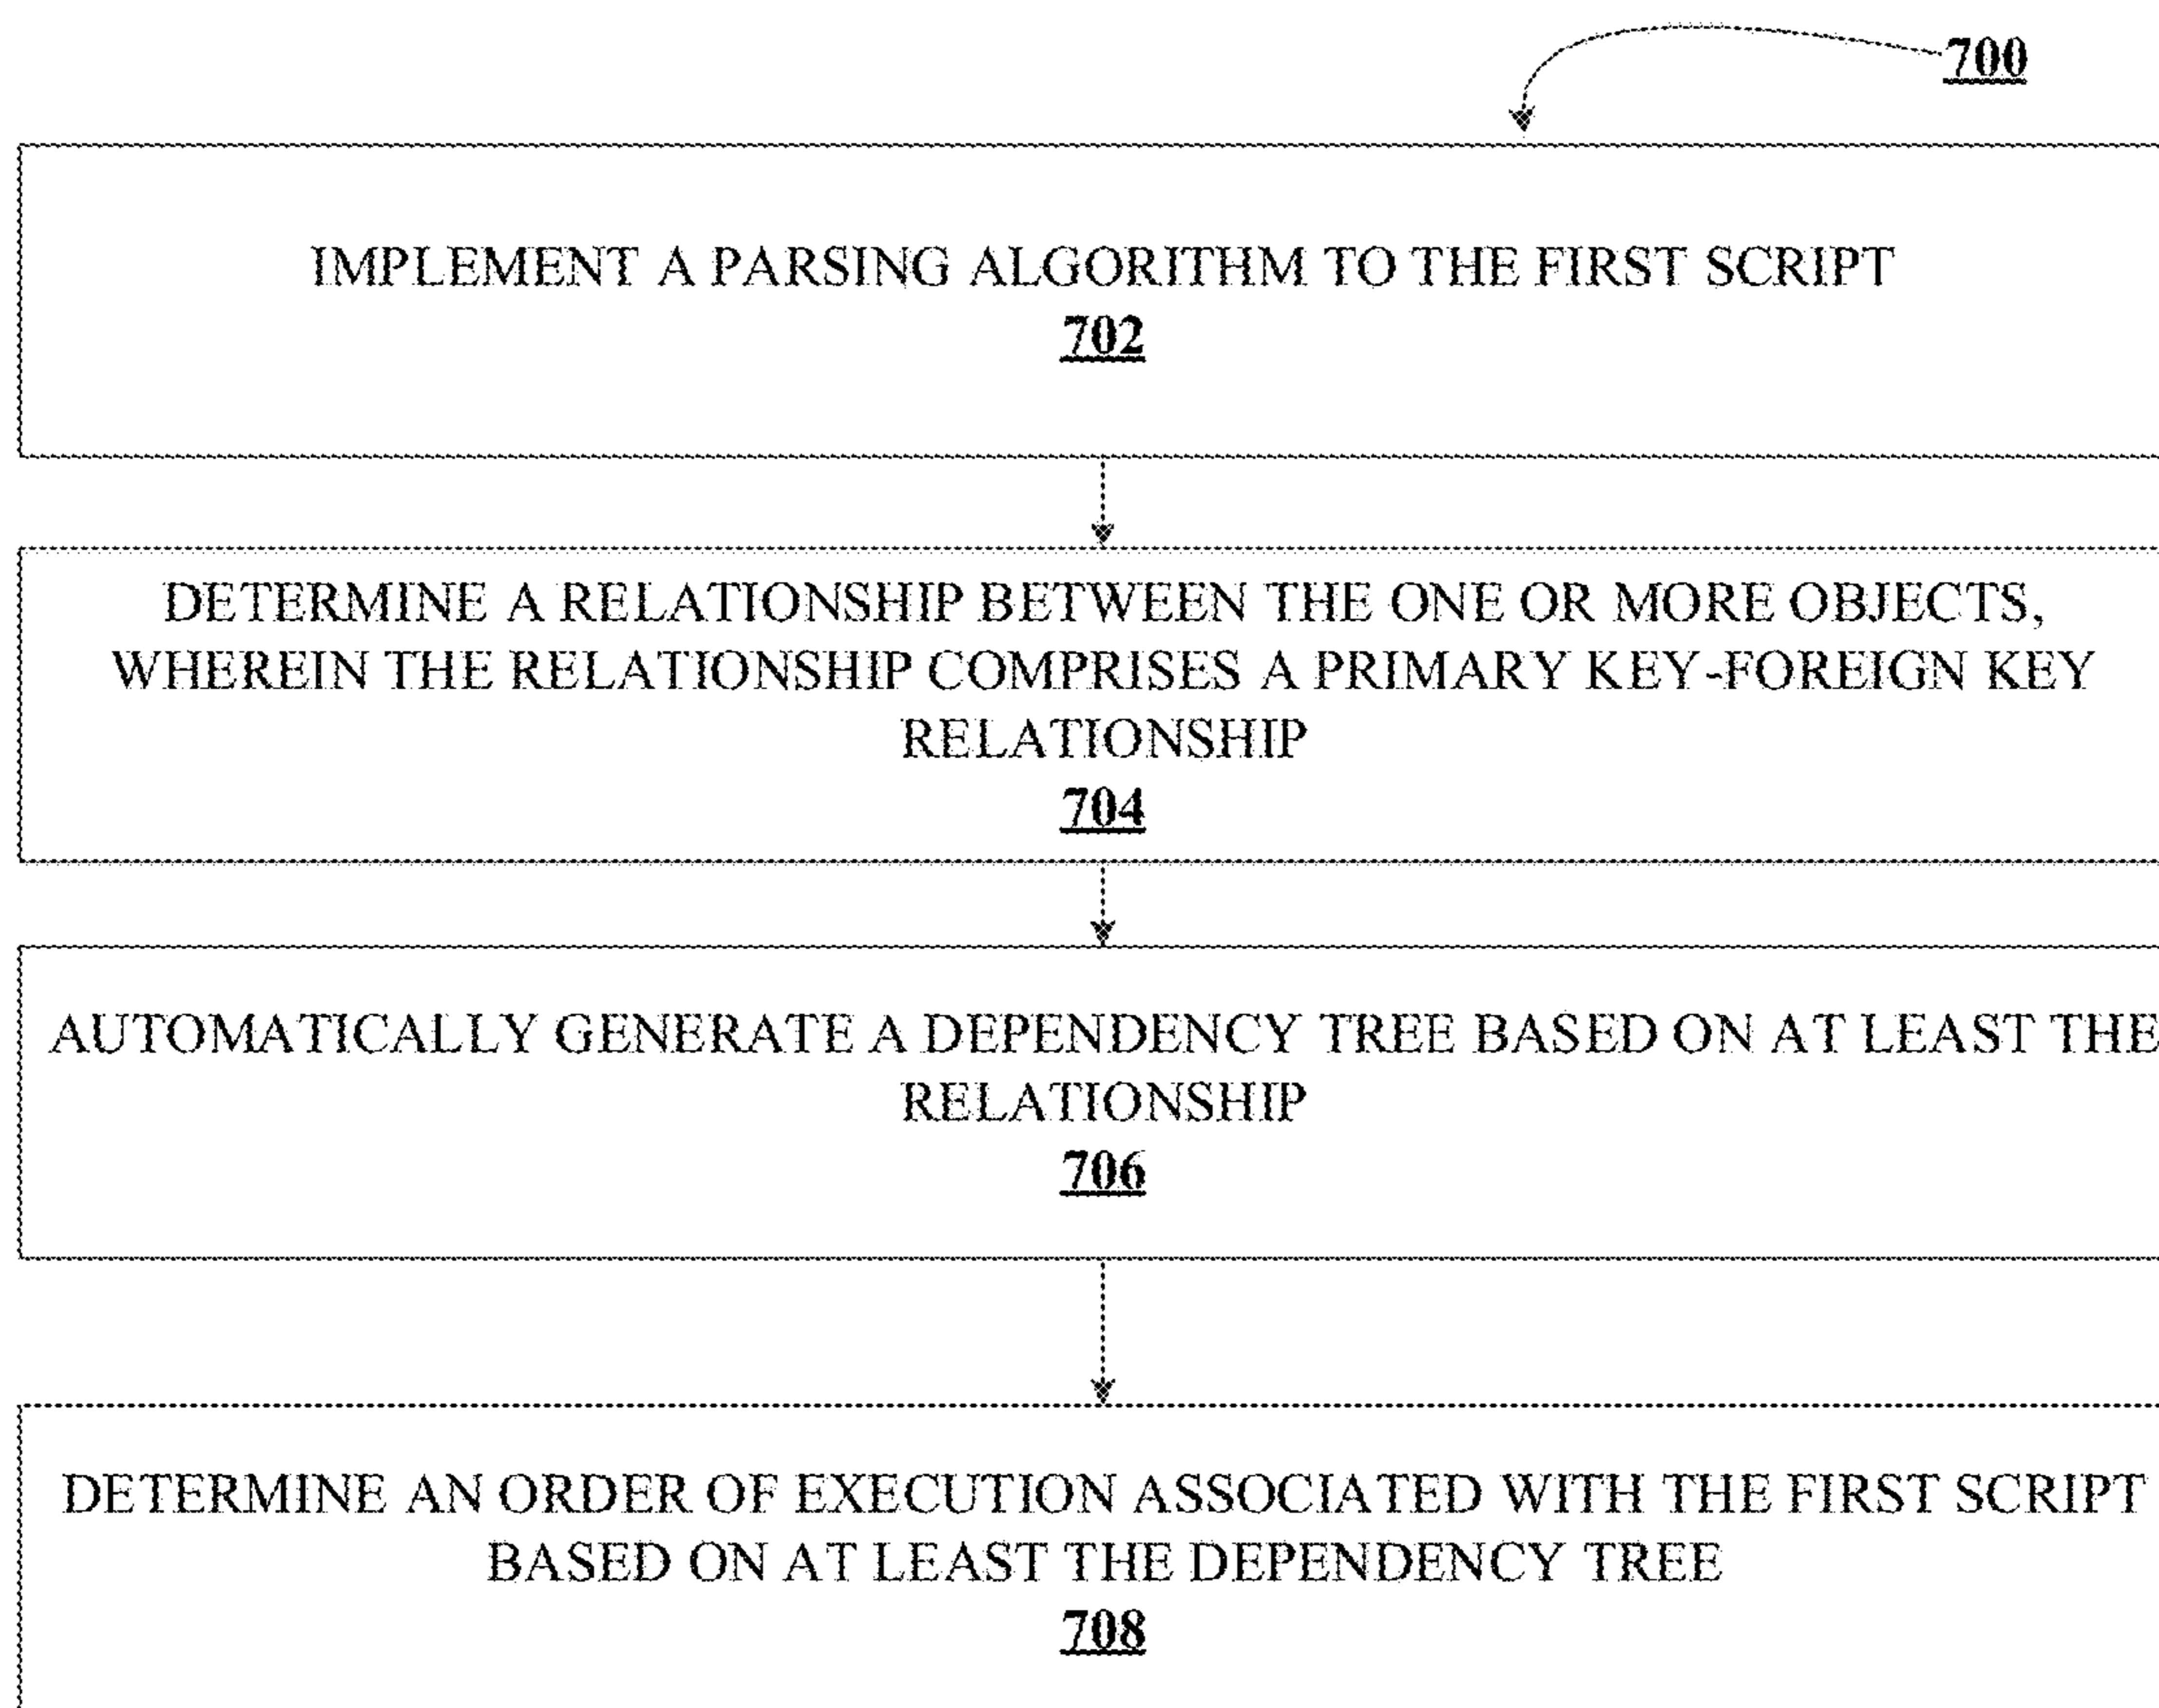 700
IMPLEMENT A PARSING ALGORITHM TO THE FIRST SCRIPT
702
DETERMINE A RELATIONSHIP BETWEEN THE ONE OR MORE OBJECTS,
WHEREIN THE RELATIONSHIP COMPRISES A PRIMARY KEY-FOREIGN KEY
RELATIONSHIP
704
AUTOMATICALLY GENERATE A DEPENDENCY TREE BASED ON AT LEAST THE
RELATIONSHIP
706
DETERMINE AN ORDER OF EXECUTION ASSOCIATED WITH THE FIRST SCRIPT
BASED ON AT LEAST THE DEPENDENCY TREE
708